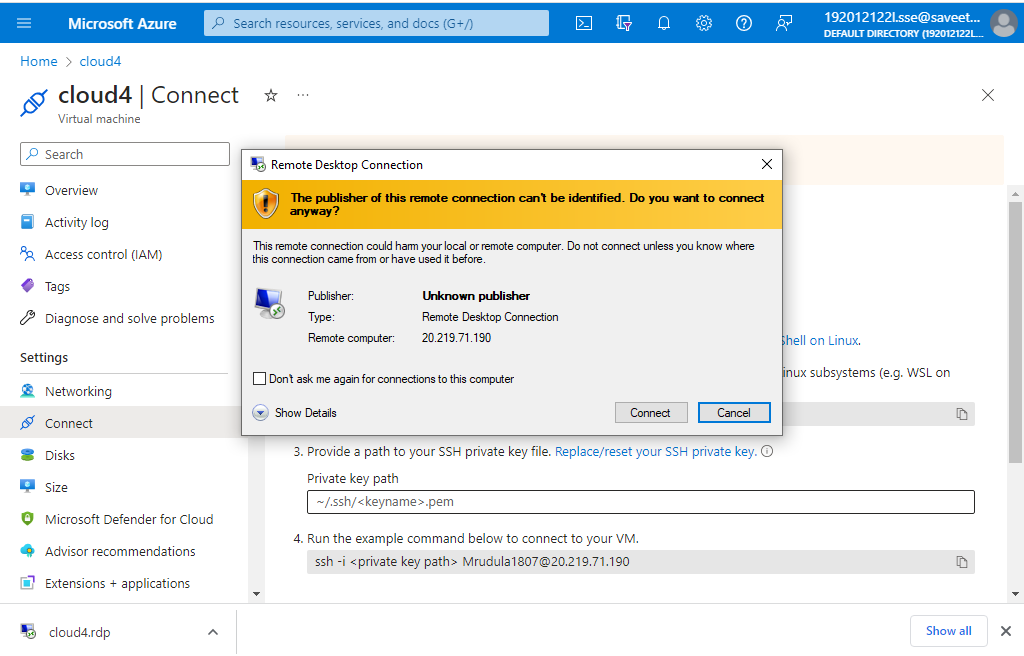 Microsoft Azure
Search resources, services, and docs (G+/)
192012122l.sse@saveet...
DEFAULT DIRECTORY (192012122L...
Home > cloud4
cloud4 | Connect
Virtual machine
Search
Overview
Activity log
Access control (IAM)
Tags
Diagnose and solve problems
Settings
Networking
Connect
Disks
Size
Microsoft Defender for Cloud
Advisor recommendations
Extensions + applications
Remote Desktop Connection
The publisher of this remote connection can't be identified. Do you want to connect
anyway?
This remote connection could harm your local or remote computer. Do not connect unless you know where
this connection came from or have used it before.
Publisher: Unknown publisher
Type: Remote Desktop Connection
Remote computer: 20.219.71.190
Don't ask me again for connections to this computer
Show Details
Connect
Cancel
Shell on Linux.
inux subsystems (e.g. WSL on
3. Provide a path to your SSH private key file. Replace/reset your SSH private key.
Private key path
~/.ssh/<keyname>.pem
4. Run the example command below to connect to your VM.
ssh -i <private key path> Mrudula1807@20.219.71.190
cloud4.rdp
Show all